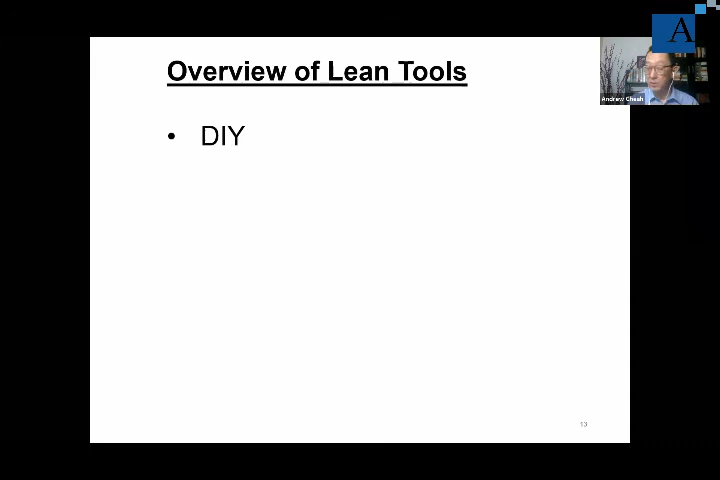 Overview of Lean Tools
A
Andrew Cheah
• DIY
13